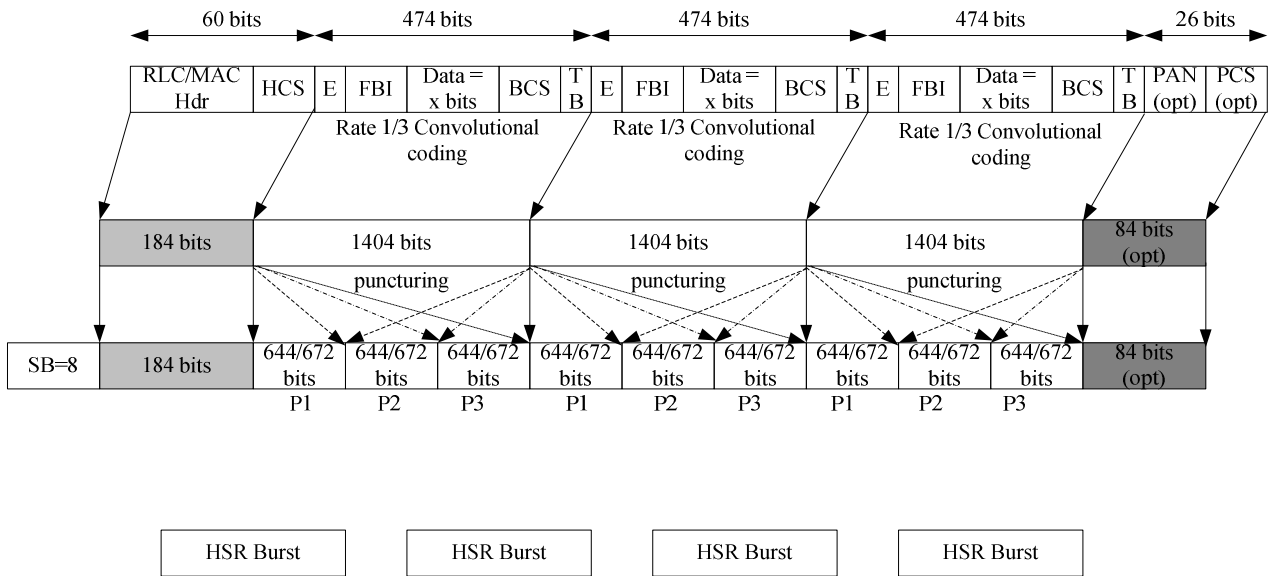 60 bits 474 bits 474 bits 474 bits 26 bits
RLC/MAC Hdr HCS E FBI Data = x bits BCS T B E FBI Data = x bits BCS T B E FBI Data = x bits BCS T B PAN (opt) PCS (opt)
Rate 1/3 Convolutional coding Rate 1/3 Convolutional coding Rate 1/3 Convolutional coding
184 bits 1404 bits 1404 bits 1404 bits 84 bits (opt)
puncturing puncturing puncturing
SB=8 184 bits 644/672 bits 644/672 bits 644/672 bits 644/672 bits 644/672 bits 644/672 bits 644/672 bits 644/672 bits 644/672 bits 84 bits (opt)
P1 P2 P3 P1 P2 P3 P1 P2 P3
HSR Burst HSR Burst HSR Burst HSR Burst